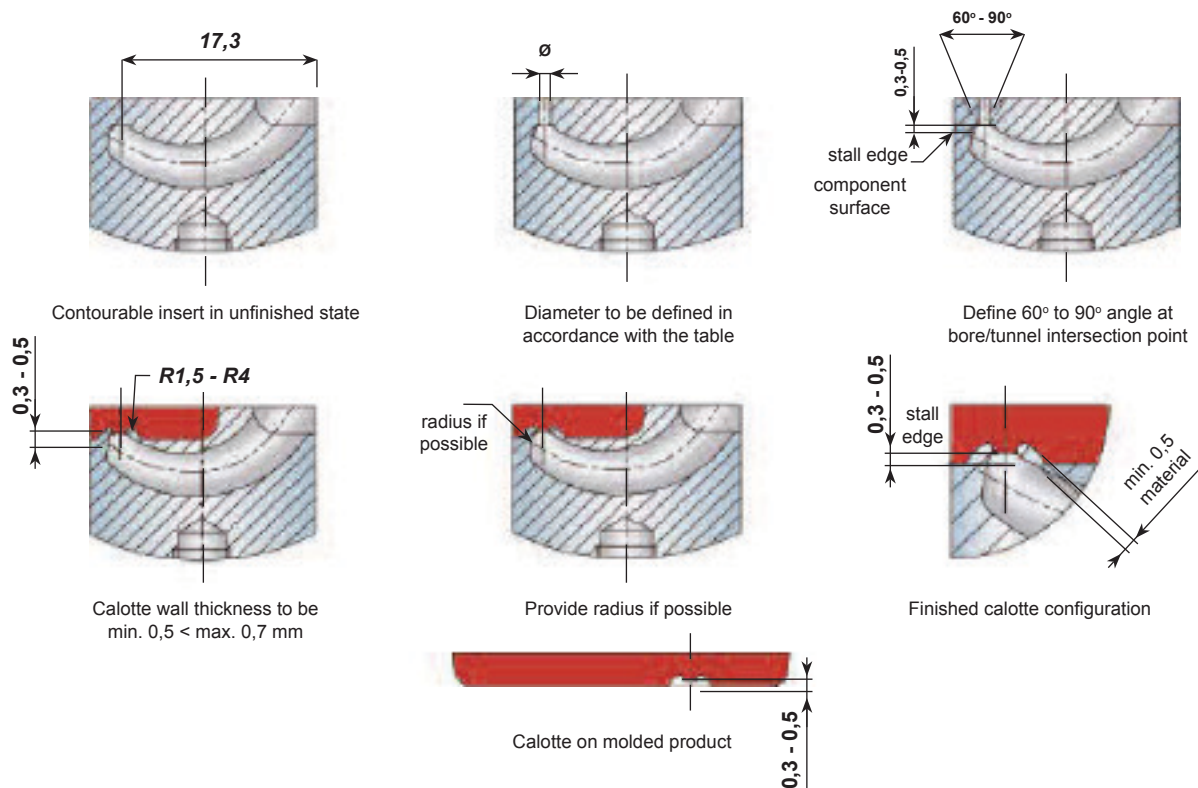 17,3
Ø
60° - 90°
0,3-0,5
stall edge
component
surface
Contourable insert in unfinished state
Diameter to be defined in
accordance with the table
Define 60° to 90° angle at
bore/tunnel intersection point
0,3 - 0,5
R1,5 - R4
radius if
possible
0,3 - 0,5
stall
edge
min. 0,5
material
Calotte wall thickness to be
min. 0,5 < max. 0,7 mm
Provide radius if possible
Finished calotte configuration
0,3 - 0,5
Calotte on molded product